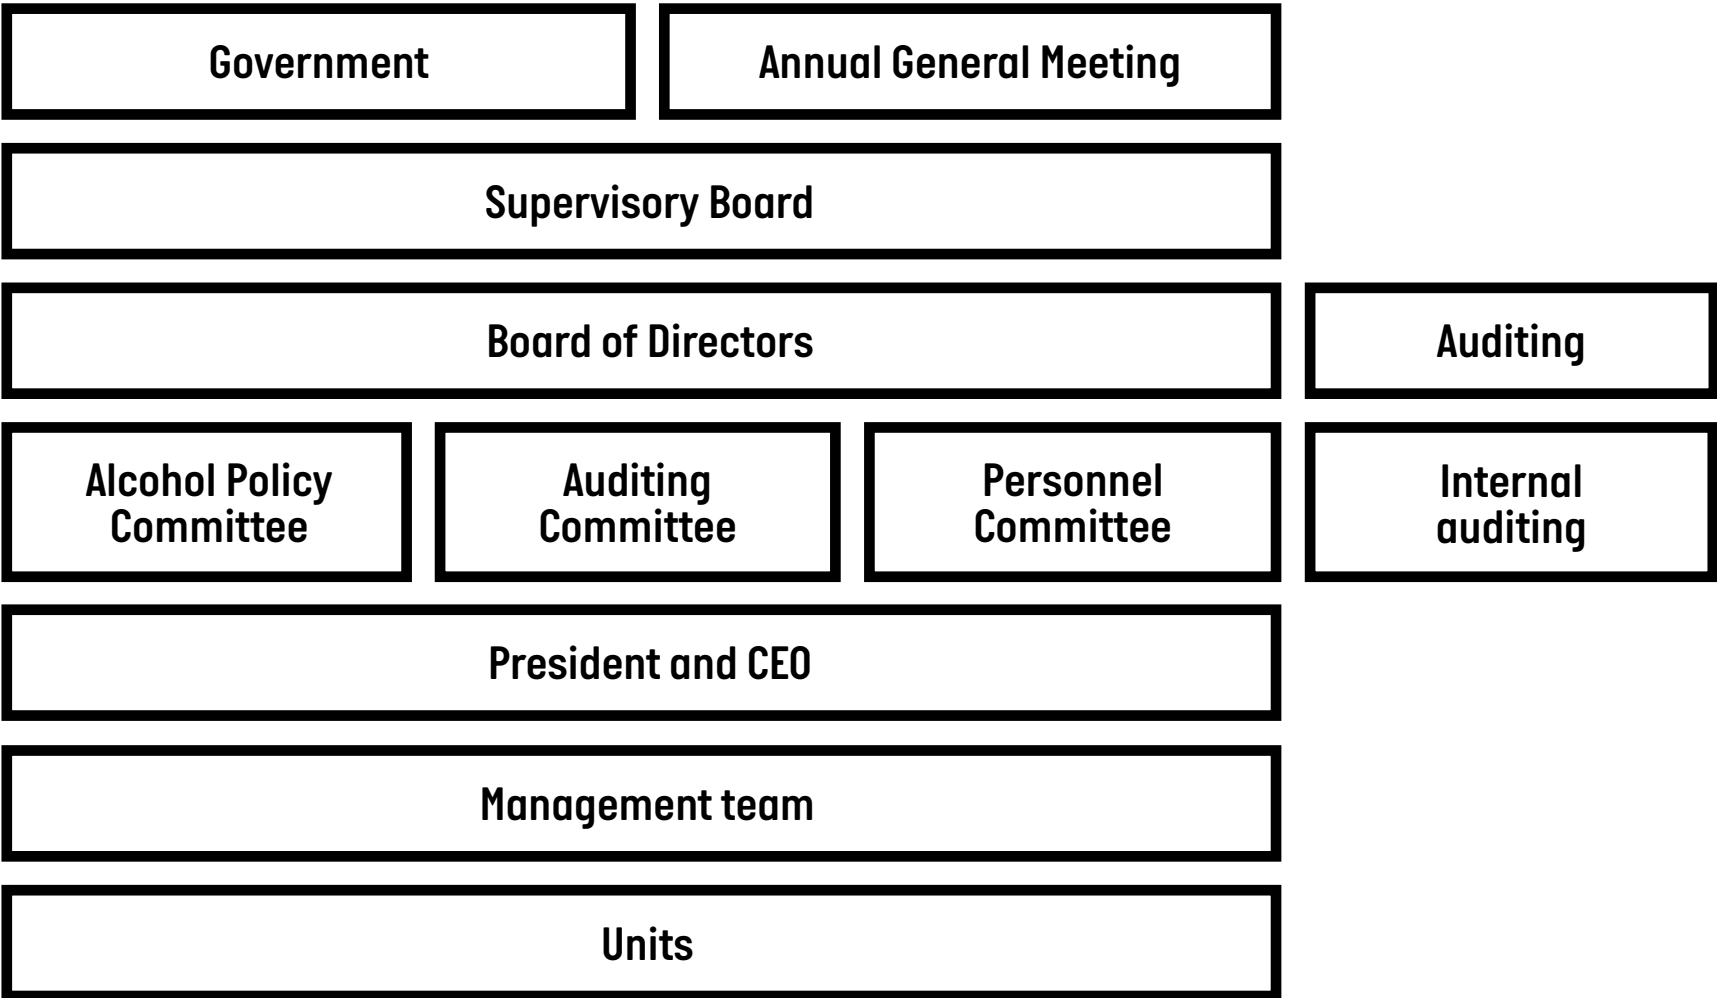 Government
Annual General Meeting
Supervisory Board
Board of Directors
Auditing
Alcohol Policy
Committee
Auditing
Committee
Personnel
Committee
Internal
auditing
President and CEO
Management team
Units